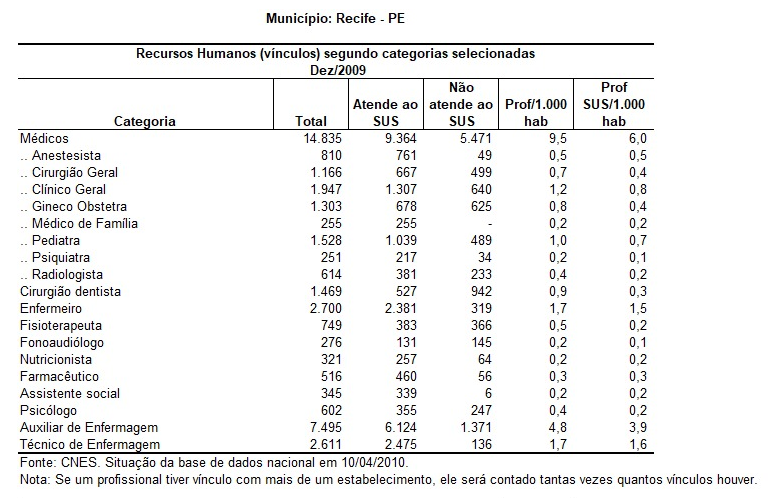 Município: Recife - PE
Recursos Humanos (vínculos) segundo categorias selecionadas
Dez/2009
Categoria Total Atende ao SUS Não atende ao SUS Prof/1.000 hab Prof SUS/1.000 hab
Médicos 14.835 9.364 5.471 9,5 6,0
.. Anestesista 810 761 49 0,5 0,5
.. Cirurgião Geral 1.166 667 499 0,7 0,4
.. Clínico Geral 1.947 1.307 640 1,2 0,8
.. Gineco Obstetra 1.303 678 625 0,8 0,4
.. Médico de Família 255 255 - 0,2 0,2
.. Pediatra 1.528 1.039 489 1,0 0,7
.. Psiquiatra 251 217 34 0,2 0,1
.. Radiologista 614 381 233 0,4 0,2
Cirurgião dentista 1.469 527 942 0,9 0,3
Enfermeiro 2.700 2.381 319 1,7 1,5
Fisioterapeuta 749 383 366 0,5 0,2
Fonoaudiólogo 276 131 145 0,2 0,1
Nutricionista 321 257 64 0,2 0,2
Farmacêutico 516 460 56 0,3 0,3
Assistente social 345 339 6 0,2 0,2
Psicólogo 602 355 247 0,4 0,2
Auxiliar de Enfermagem 7.495 6.124 1.371 4,8 3,9
Técnico de Enfermagem 2.611 2.475 136 1,7 1,6
Fonte: CNES. Situação da base de dados nacional em 10/04/2010.
Nota: Se um profissional tiver vínculo com mais de um estabelecimento, ele será contado tantas vezes quantos vínculos houver.